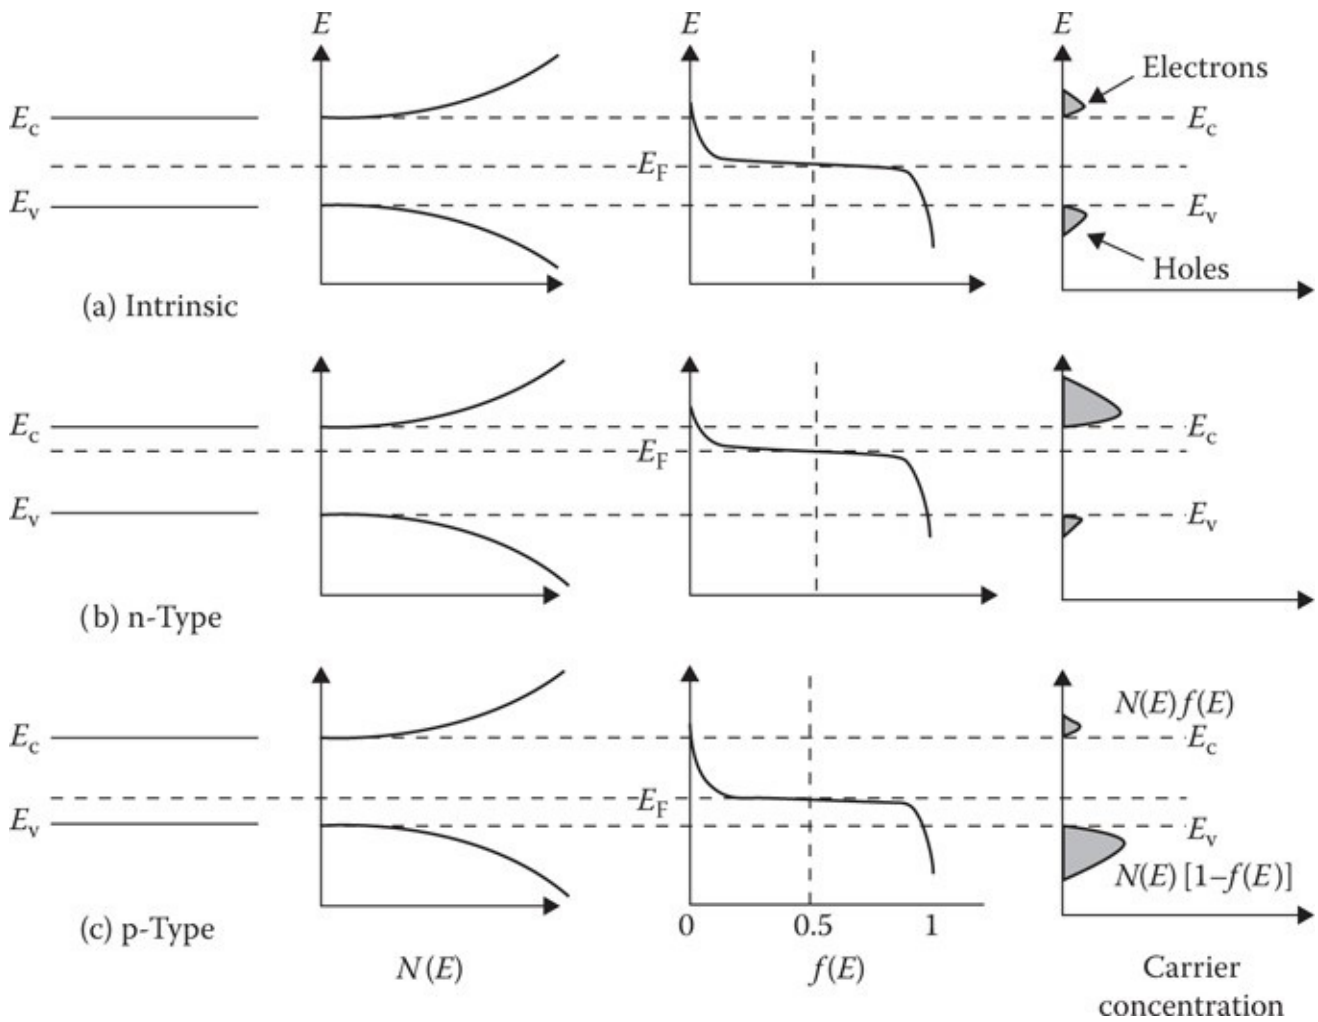 E E E
Electrons
E_c E_c
E_F
E_v E_v
Holes
(a) Intrinsic
E_c E_c
E_F
E_v E_v
(b) n-Type
N(E) f(E)
E_c E_c
E_F
E_v E_v
N(E) [1–f(E)]
(c) p-Type
0 0.5 1
N(E) f(E) Carrier
concentration